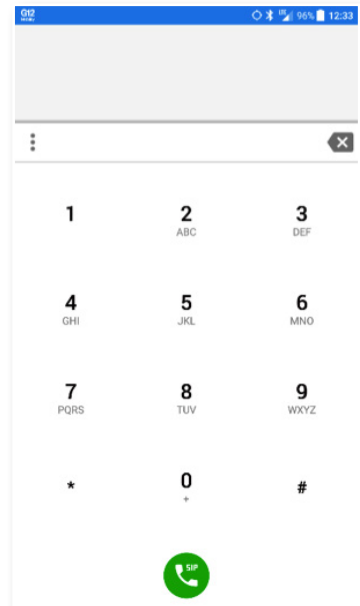 G12
96% 12:33
1 2 3
ABC DEF
4 5 6
GHI JKL MNO
7 8 9
PQRS TUV WXYZ
* 0 #
+
SIP